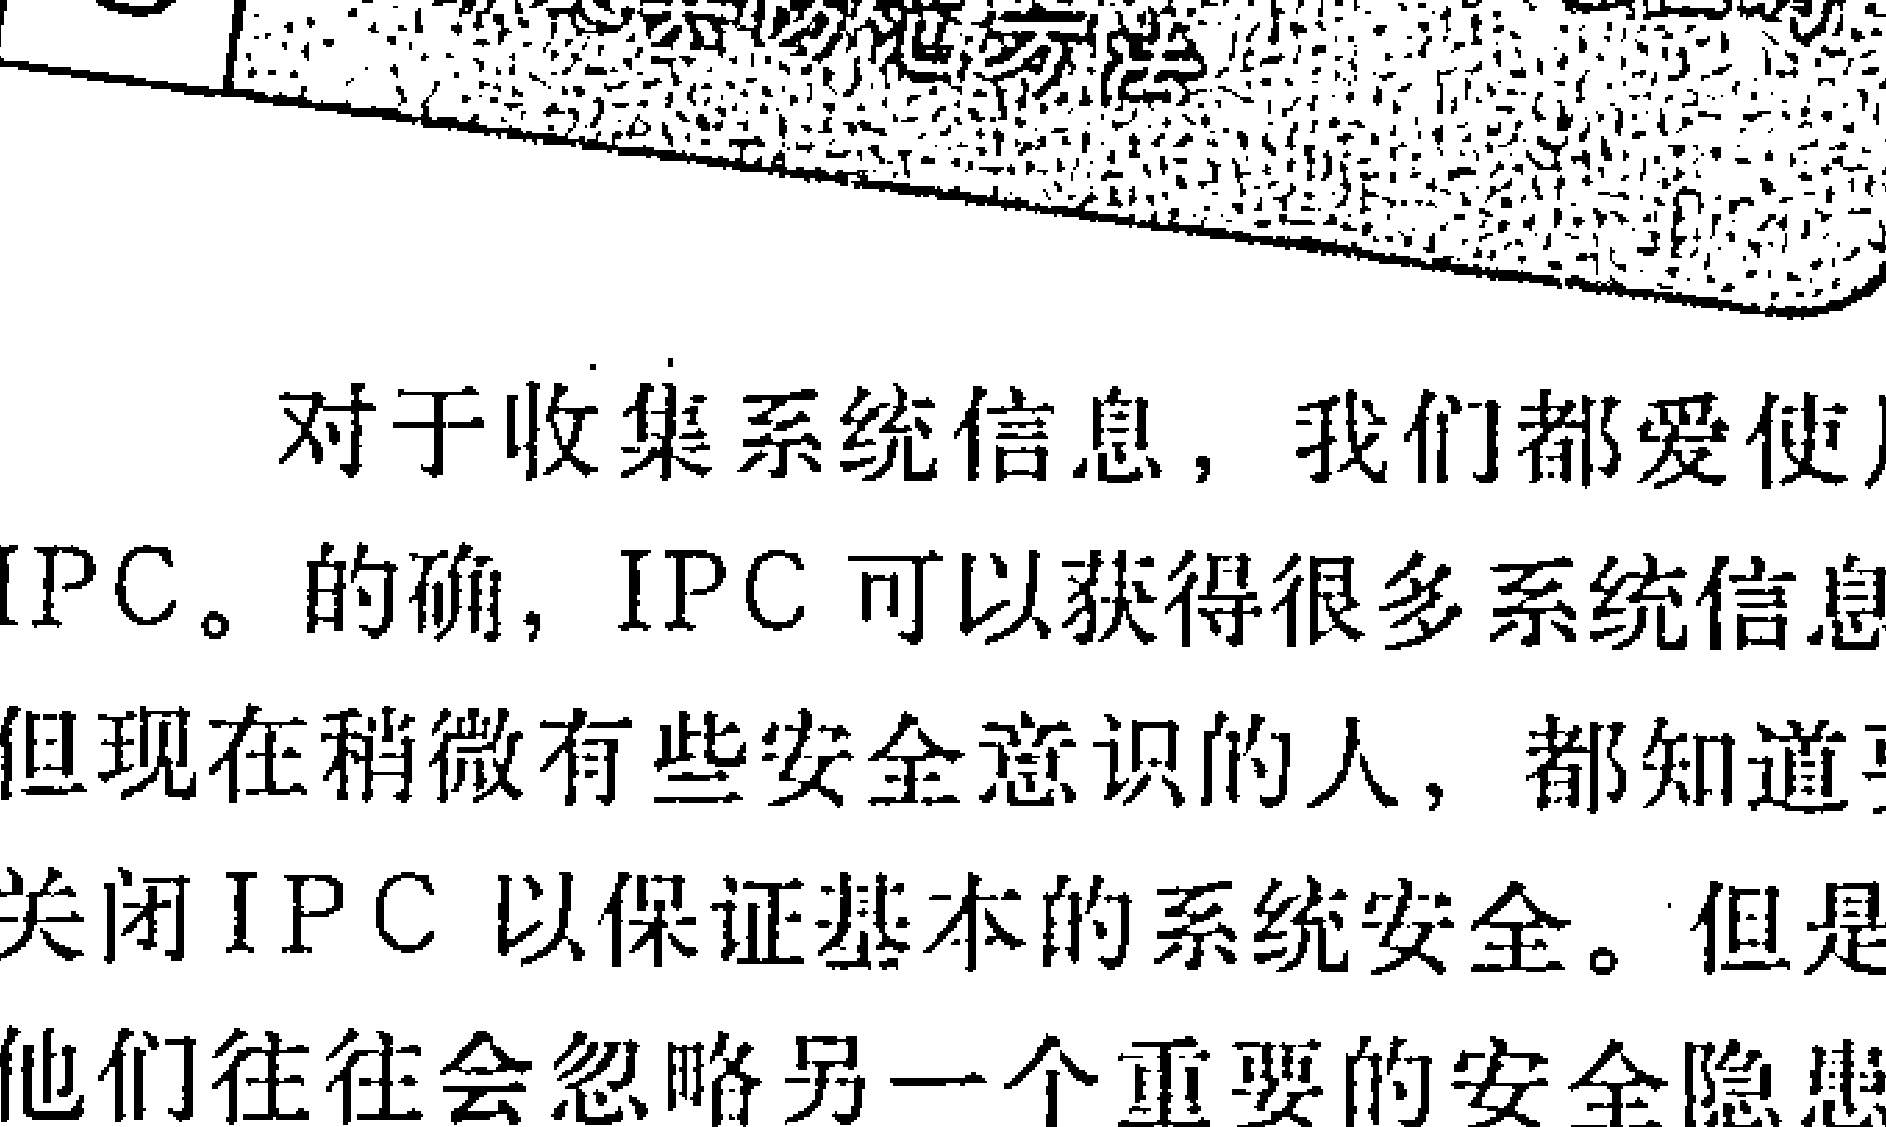 对于收集系统信息，我们都爱使
IPC。的确，IPC 可以获得很多系统信息
但现在稍微有些安全意识的人，都知道要
关闭IPC 以保证基本的系统安全。但是
他们往往会忽略另一个重要的安全隐患